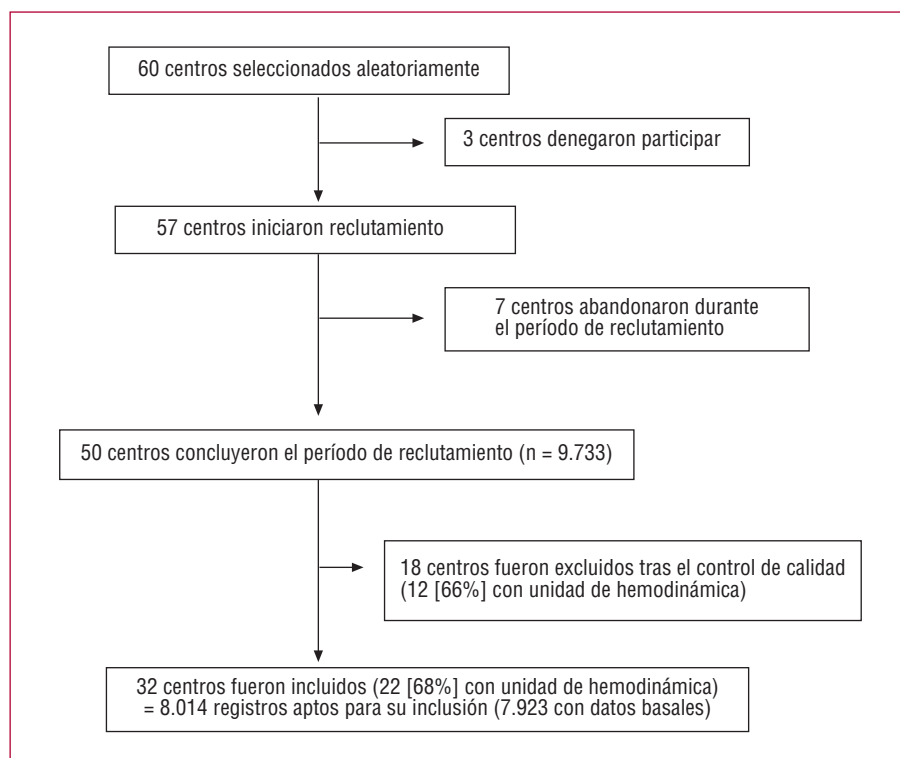 60 centros seleccionados aleatoriamente
3 centros denegaron participar
57 centros iniciaron reclutamiento
7 centros abandonaron durante
el período de reclutamiento
50 centros concluyeron el período de reclutamiento (n = 9.733)
18 centros fueron excluidos tras el control de calidad
(12 [66%] con unidad de hemodinámica)
32 centros fueron incluidos (22 [68%] con unidad de hemodinámica)
= 8.014 registros aptos para su inclusión (7.923 con datos basales)